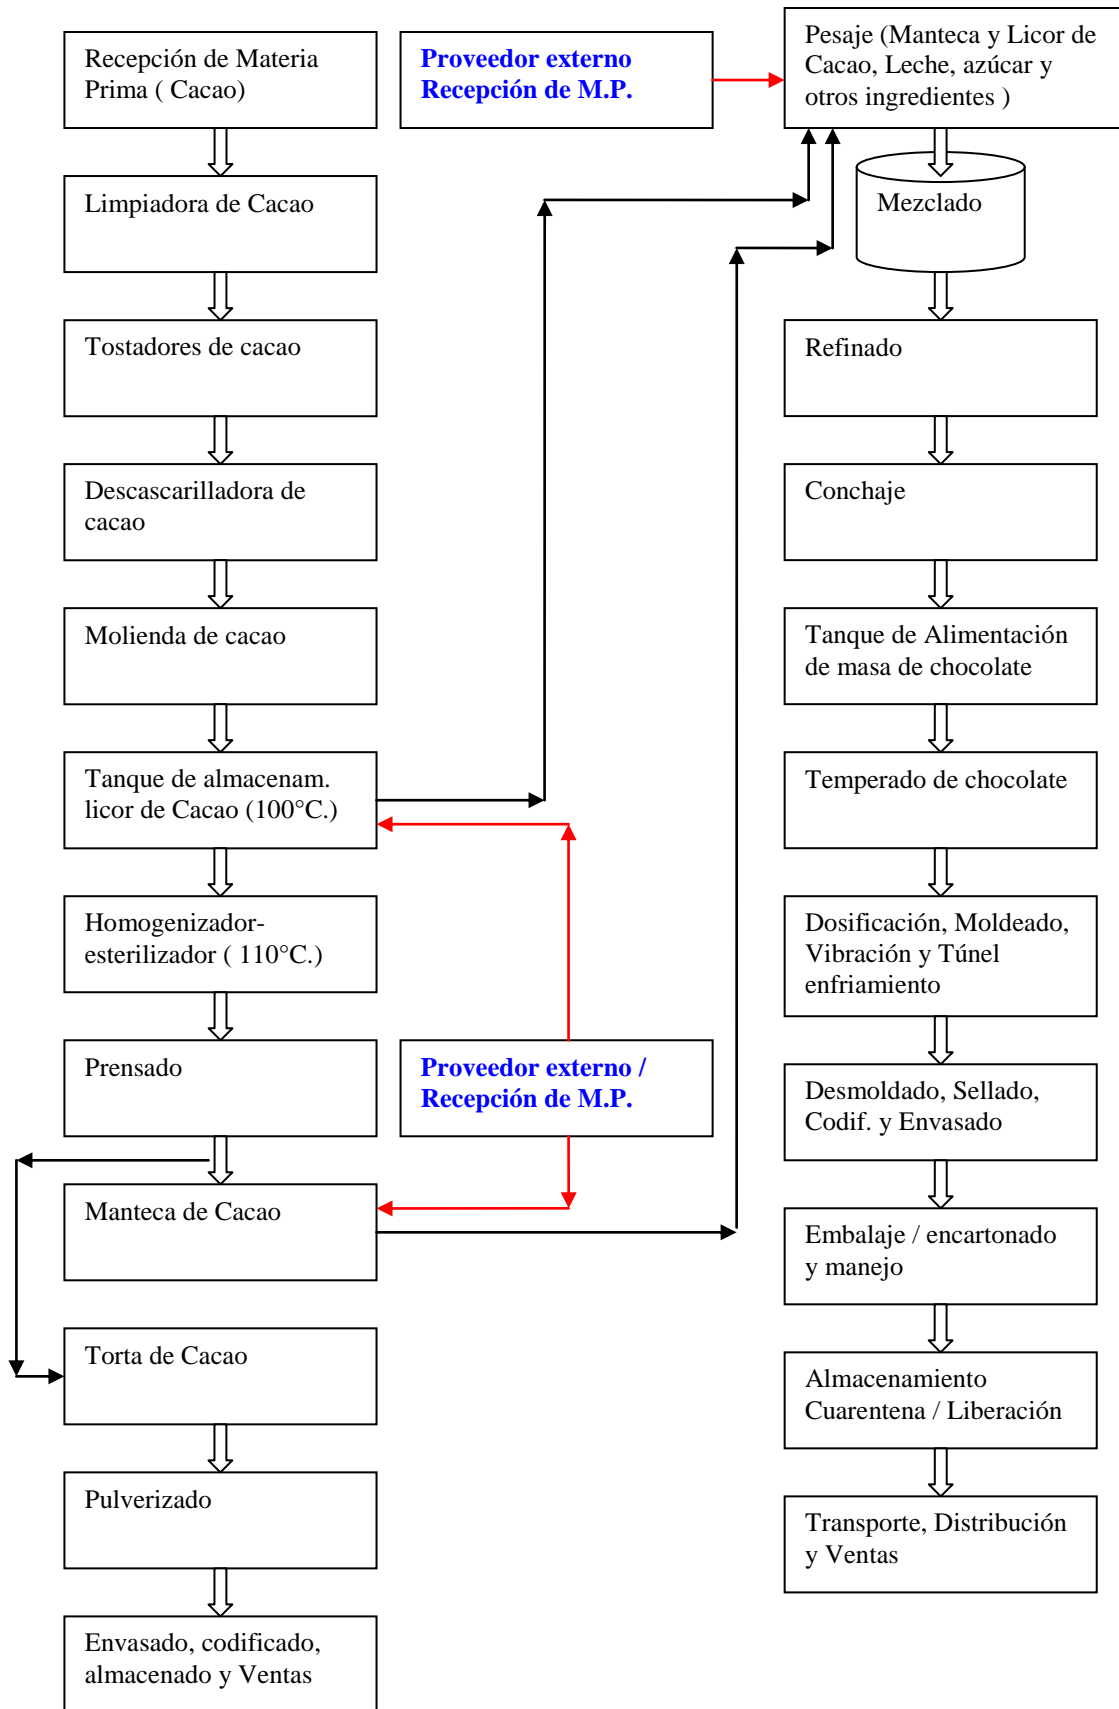 Recepción de Materia
Prima ( Cacao)
Limpiadora de Cacao
Tostadores de cacao
Descascarilladora de
cacao
Molienda de cacao
Tanque de almacenam.
licor de Cacao (100°C.)
Homogenizador-
esterilizador ( 110°C.)
Prensado
Manteca de Cacao
Torta de Cacao
Pulverizado
Envasado, codificado,
almacenado y Ventas
Proveedor externo
Recepción de M.P.
Proveedor externo /
Recepción de M.P.
Pesaje (Manteca y Licor de
Cacao, Leche, azúcar y
otros ingredientes )
Mezclado
Refinado
Conchaje
Tanque de Alimentación
de masa de chocolate
Temperado de chocolate
Dosificación, Moldeado,
Vibración y Túnel
enfriamiento
Desmoldado, Sellado,
Codif. y Envasado
Embalaje / encartonado
y manejo
Almacenamiento
Cuarentena / Liberación
Transporte, Distribución
y Ventas